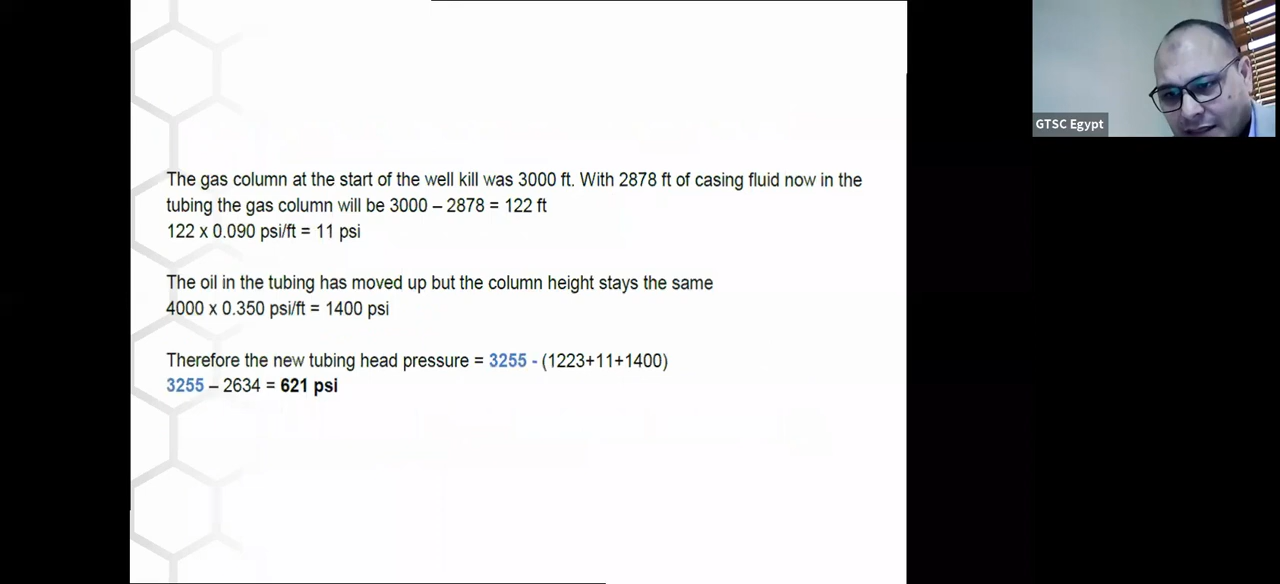 The gas column at the start of the well kill was 3000 ft. With 2878 ft of casing fluid now in the
tubing the gas column will be 3000 – 2878 = 122 ft
122 x 0.090 psi/ft = 11 psi
The oil in the tubing has moved up but the column height stays the same
4000 x 0.350 psi/ft = 1400 psi
Therefore the new tubing head pressure = 3255 - (1223+11+1400)
3255 – 2634 = 621 psi
GTSC Egypt